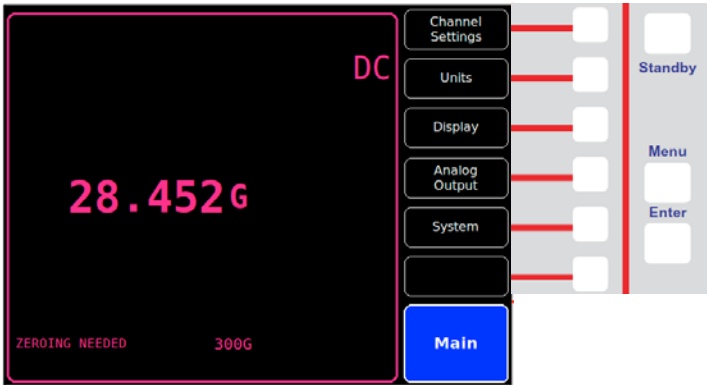 DC
28.452G
ZEROING NEEDED 300G
Channel
Settings
Units
Display
Analog
Output
System
Main
Standby
Menu
Enter